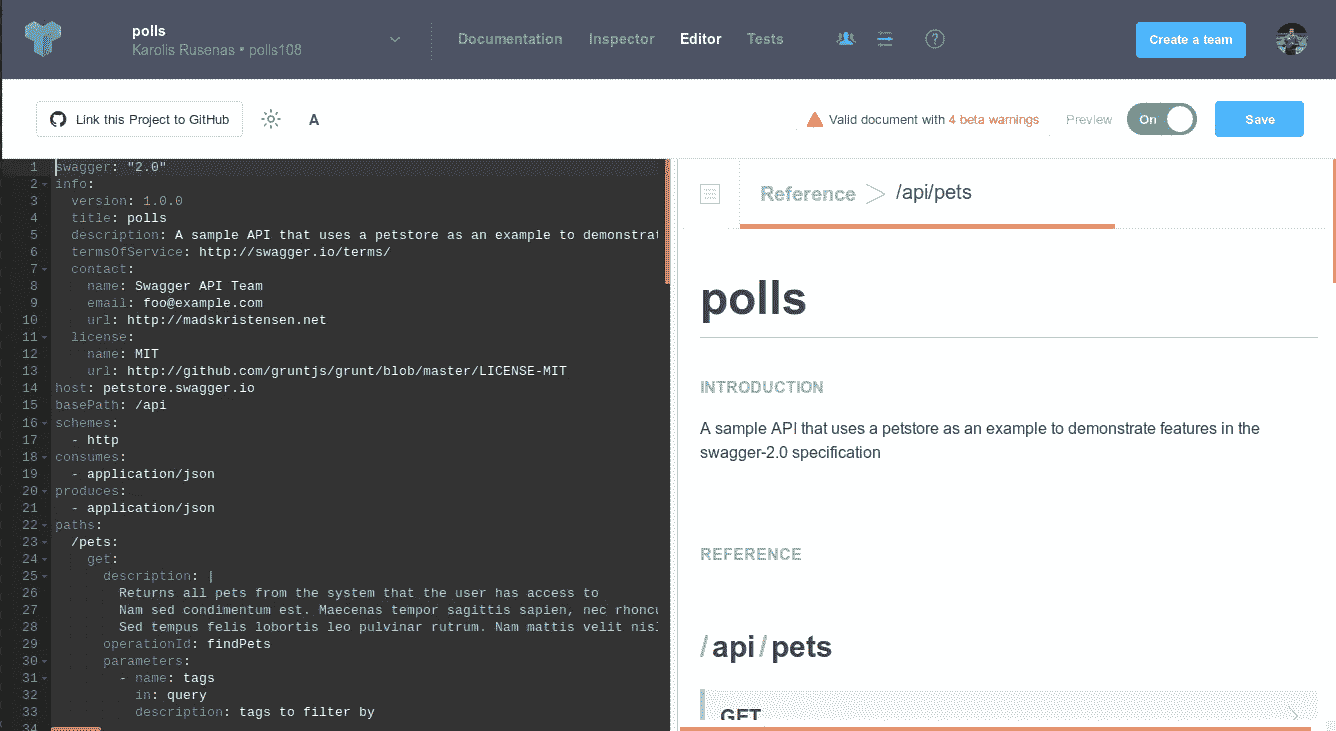 polls
Karolis Rusenas • polls108
Documentation Inspector Editor Tests
Create a team
Link this Project to GitHub
A
Valid document with 4 beta warnings
Preview
On
Save
1 swagger: "2.0"
2 info:
3 version: 1.0.0
4 title: polls
5 description: A sample API that uses a petstore as an example to demonstrat
6 termsOfService: http://swagger.io/terms/
7 contact:
8 name: Swagger API Team
9 email: foo@example.com
10 url: http://madskristensen.net
11 license:
12 name: MIT
13 url: http://github.com/gruntjs/grunt/blob/master/LICENSE-MIT
14 host: petstore.swagger.io
15 basePath: /api
16 schemes:
17 - http
18 consumes:
19 - application/json
20 produces:
21 - application/json
22 paths:
23 /pets:
24 get:
25 description: |
26 Returns all pets from the system that the user has access to
27 Nam sed condimentum est. Maecenas tempor sagittis sapien, nec rhoncu
28 Sed tempus felis lobortis leo pulvinar rutrum. Nam mattis velit nisl
29 operationId: findPets
30 parameters:
31 - name: tags
32 in: query
33 description: tags to filter by
34
Reference > /api/pets
polls
INTRODUCTION
A sample API that uses a petstore as an example to demonstrate features in the
swagger-2.0 specification
REFERENCE
/api/pets
GET